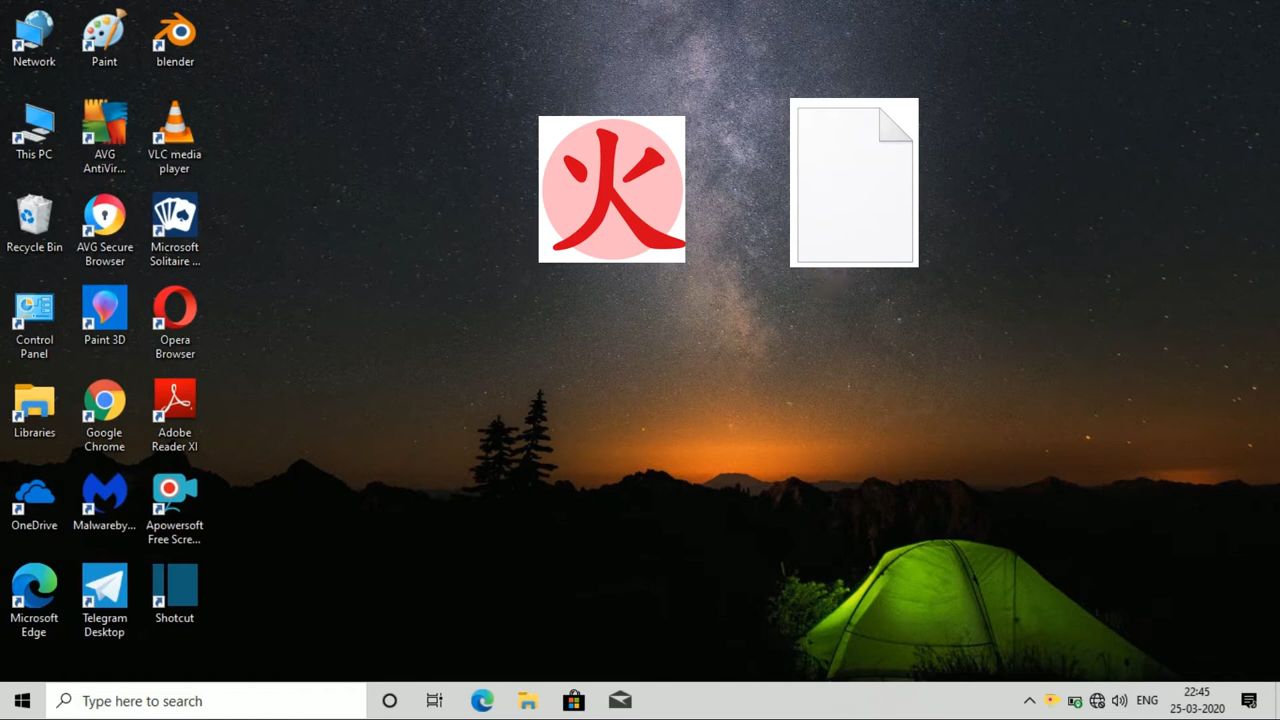 Network
Paint
blender
This PC
AVG
AntiVir...
VLC media
player
Recycle Bin
AVG Secure
Browser
Microsoft
Solitaire ...
Control
Panel
Paint 3D
Opera
Browser
Libraries
Google
Chrome
Adobe
Reader XI
OneDrive
Malwareby...
Apowersoft
Free Scre...
Microsoft
Edge
Telegram
Desktop
Shotcut
火
Type here to search
ENG
22:45
25-03-2020